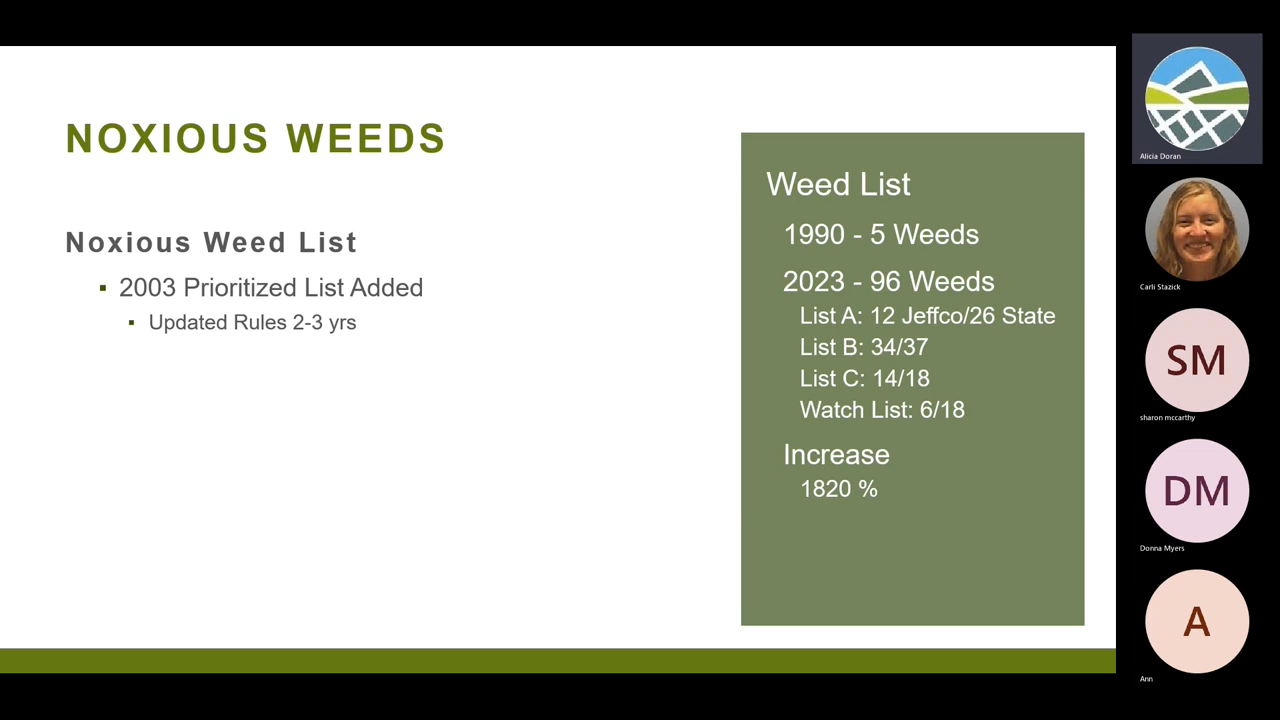 NOXIOUS WEEDS
Noxious Weed List
▪ 2003 Prioritized List Added
▪ Updated Rules 2-3 yrs
Weed List
1990 - 5 Weeds
2023 - 96 Weeds
List A: 12 Jeffco/26 State
List B: 34/37
List C: 14/18
Watch List: 6/18
Increase
1820 %
Alicia Doran
Carli Stazick
SM
sharon mccarthy
DM
Donna Myers
A
Ann